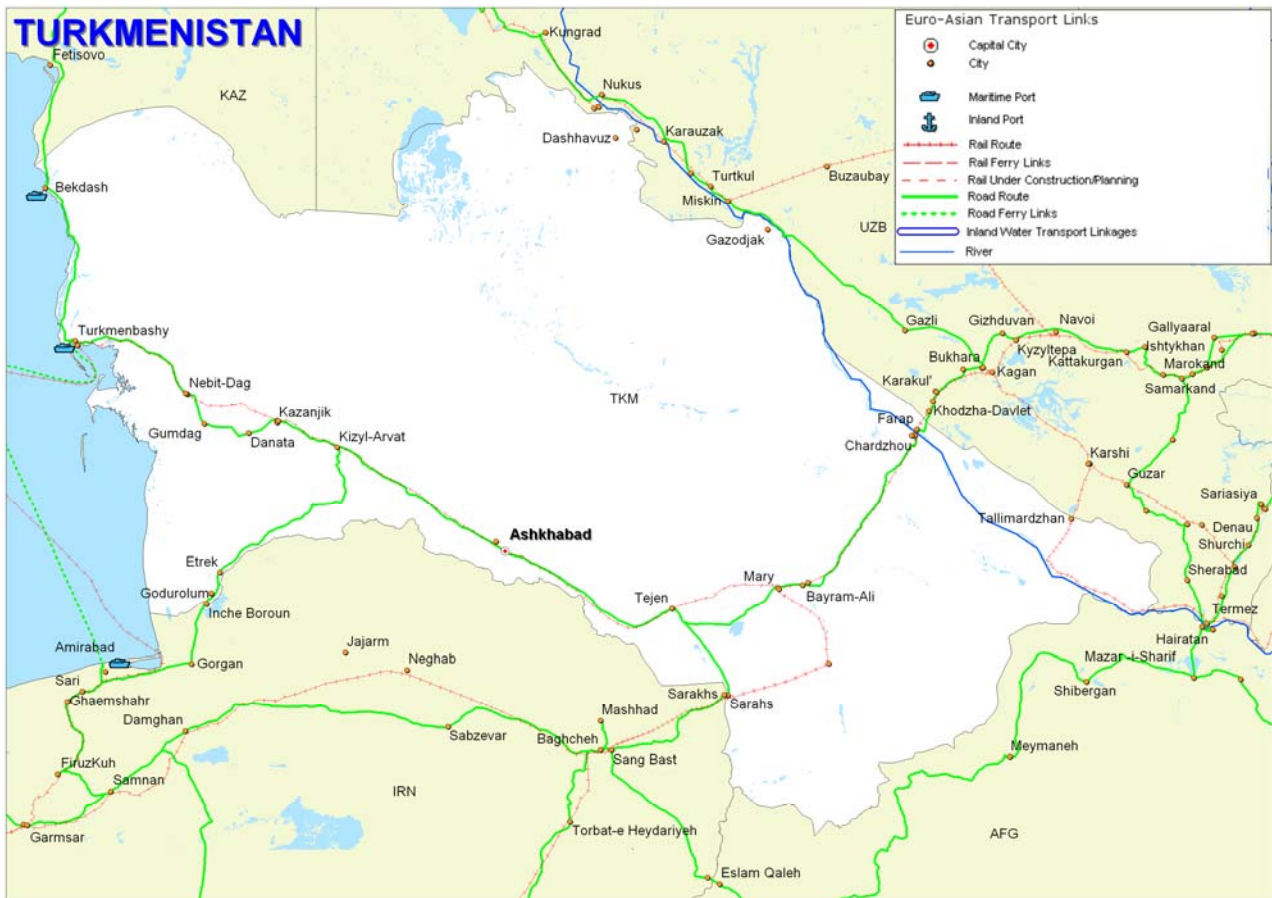 TURKMENISTAN
Euro-Asian Transport Links
Capital City
City
Maritime Port
Inland Port
Rail Route
Rail Ferry Links
Rail Under Construction/Planning
Road Route
Road Ferry Links
Inland Water Transport Linkages
River
Fetisovo
KAZ
Kungrad
Nukus
Dashhavuz
Karauzak
Buzaubay
Turtkul
Miskin
Bekdash
Gazodjak
UZB
Turkmenbashy
Gazli
Gizhduvan
Navoi
Gallyaaral
Kyzyltepa
Ishtykhan
Bukhara
Kattakurgan
Marokand
Kagan
Samarkand
Nebit-Dag
Karakul'
TKM
Kazanjik
Khodzha-Davlet
Gumdag
Danata
Kizyl-Arvat
Farap
Chardzhou
Karshi
Guzar
Sariasiya
Tallimardzhan
Denau
Ashkhabad
Shurchi
Etrek
Sherabad
Godurolum
Mary
Bayram-Ali
Inche Boroun
Tejen
Termez
Hairatan
Amirabad
Jajarm
Neghab
Gorgan
Mazar -i-Sharif
Sari
Shibergan
Sarakhs
Sarahs
Ghaemshahr
Mashhad
Damghan
Sabzevar
Baghcheh
Sang Bast
Meymaneh
FiruzKuh
Samnan
IRN
Torbat-e Heydariyeh
Garmsar
AFG
Eslam Qaleh